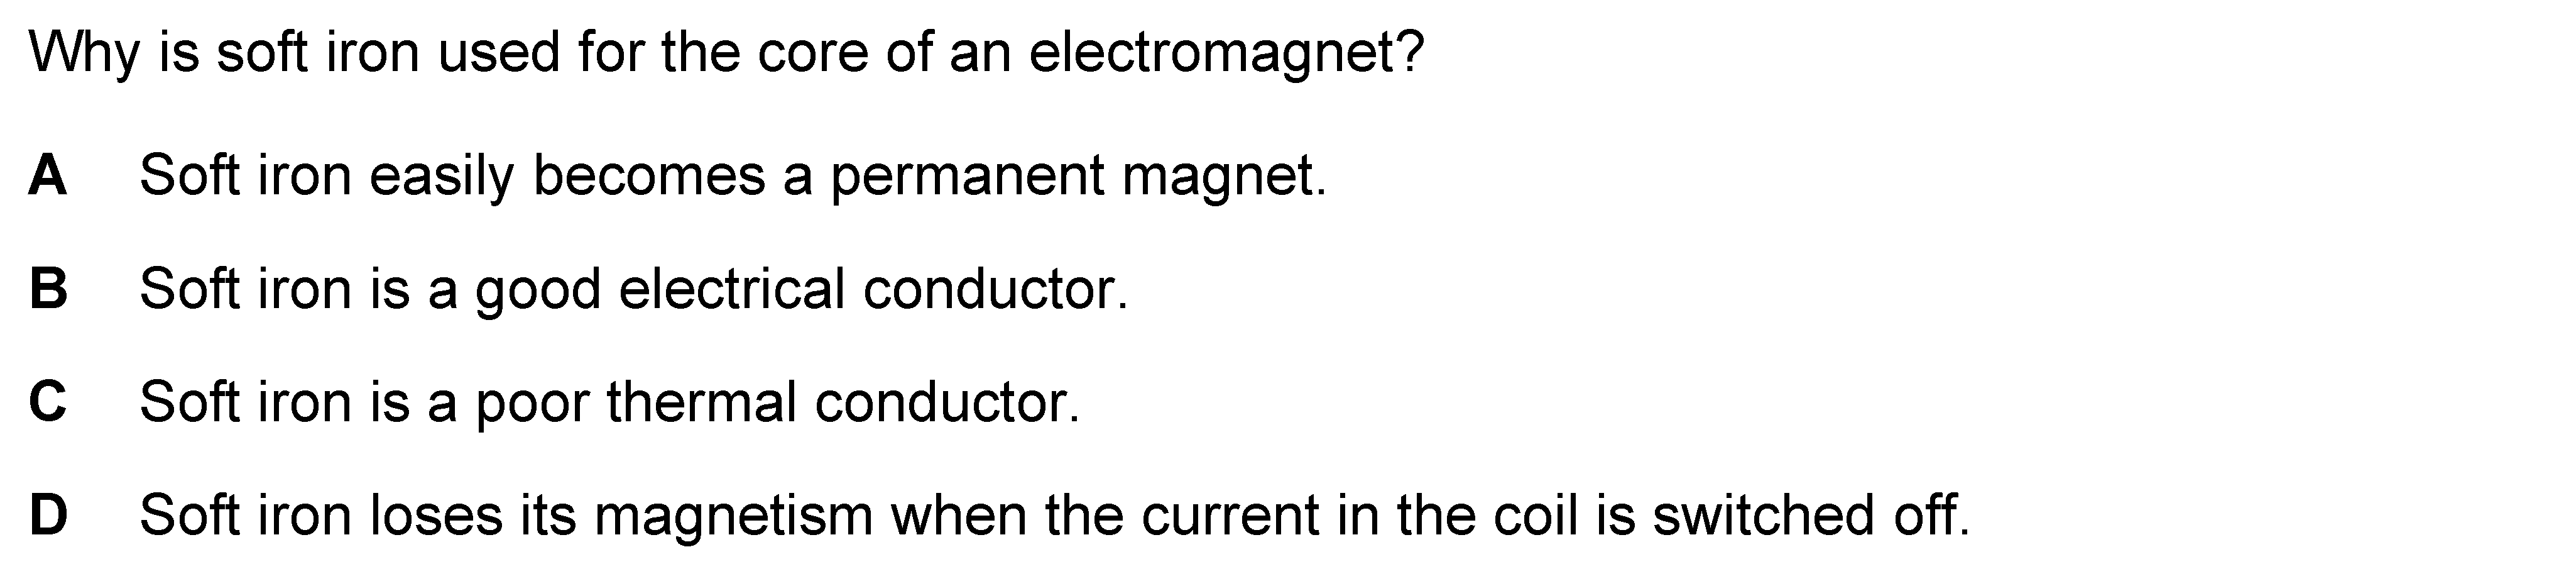 Why is soft iron used for the core of an electromagnet?
A Soft iron easily becomes a permanent magnet.
B Soft iron is a good electrical conductor.
C Soft iron is a poor thermal conductor.
D Soft iron loses its magnetism when the current in the coil is switched off.